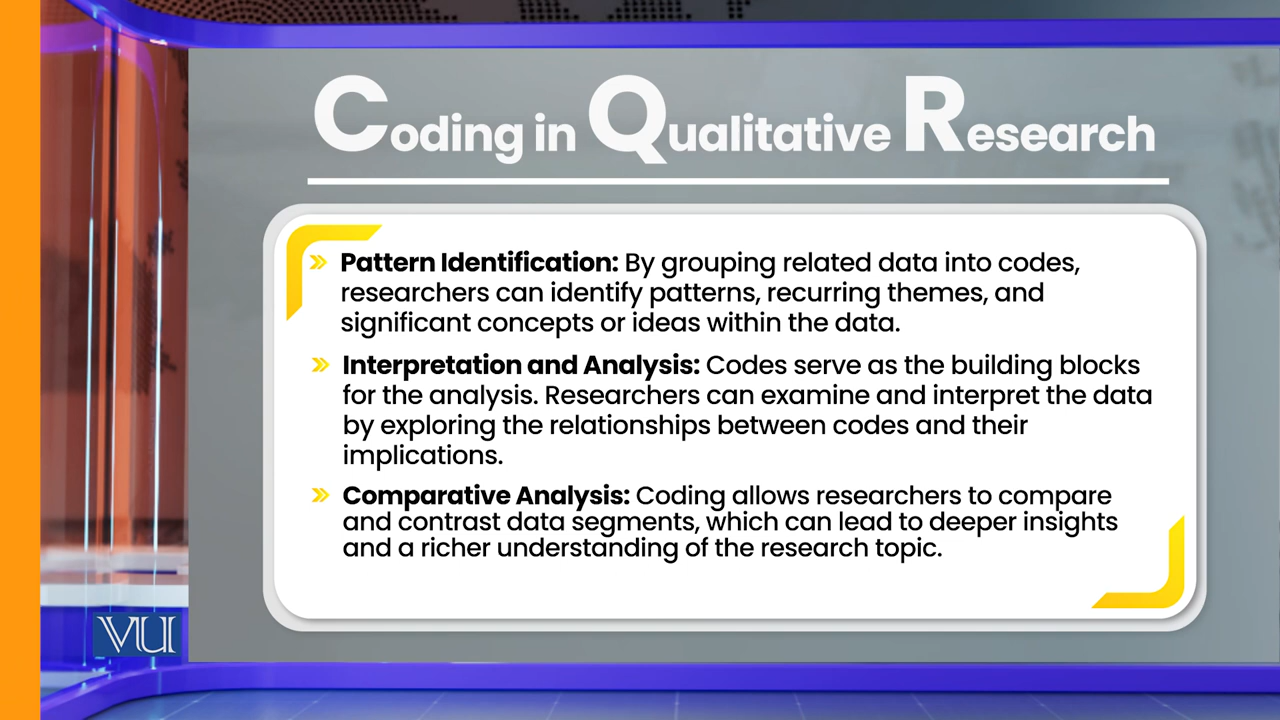 Coding in Qualitative Research
» Pattern Identification: By grouping related data into codes,
researchers can identify patterns, recurring themes, and
significant concepts or ideas within the data.
» Interpretation and Analysis: Codes serve as the building blocks
for the analysis. Researchers can examine and interpret the data
by exploring the relationships between codes and their
implications.
» Comparative Analysis: Coding allows researchers to compare
and contrast data segments, which can lead to deeper insights
and a richer understanding of the research topic.
VU